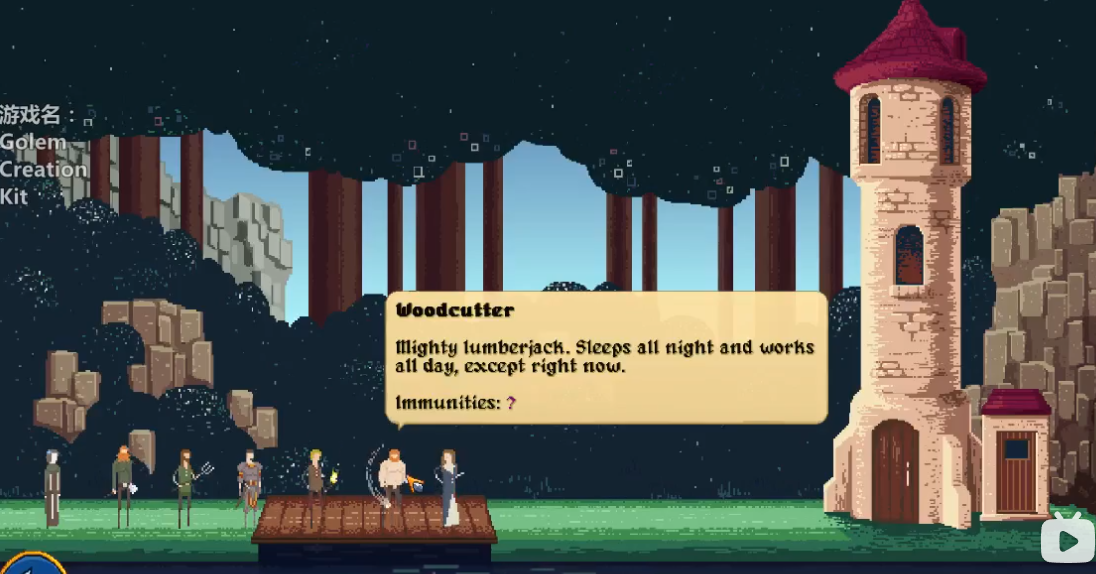 游戏名：
Golem
Creation
Kit
Woodcutter
Mighty lumberjack. Sleeps all night and works
all day, except right now.
Immunities: ?